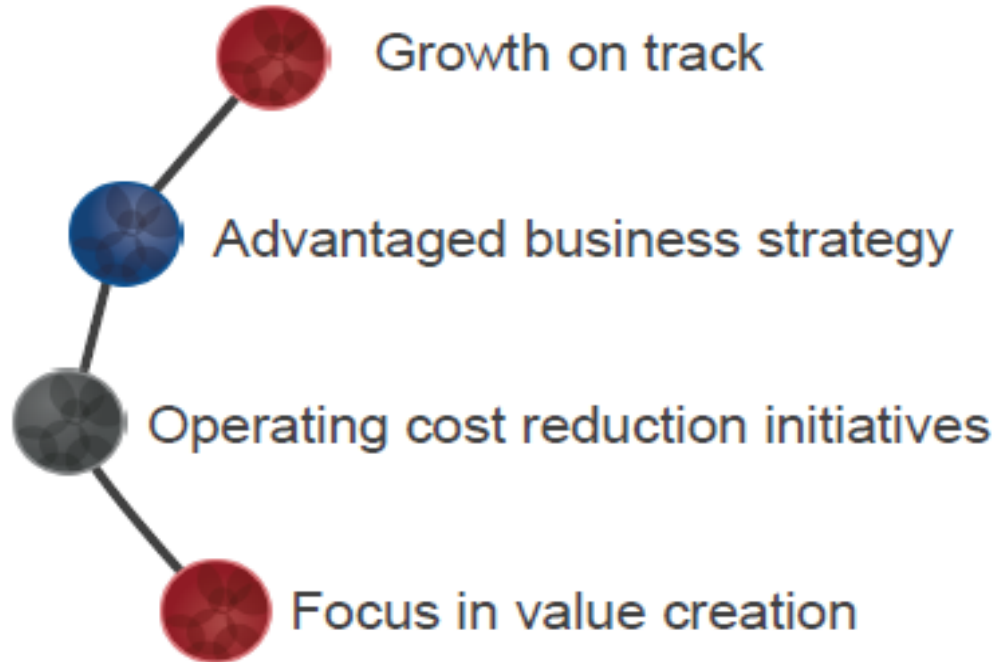 Growth on track
Advantaged business strategy
Operating cost reduction initiatives
Focus in value creation